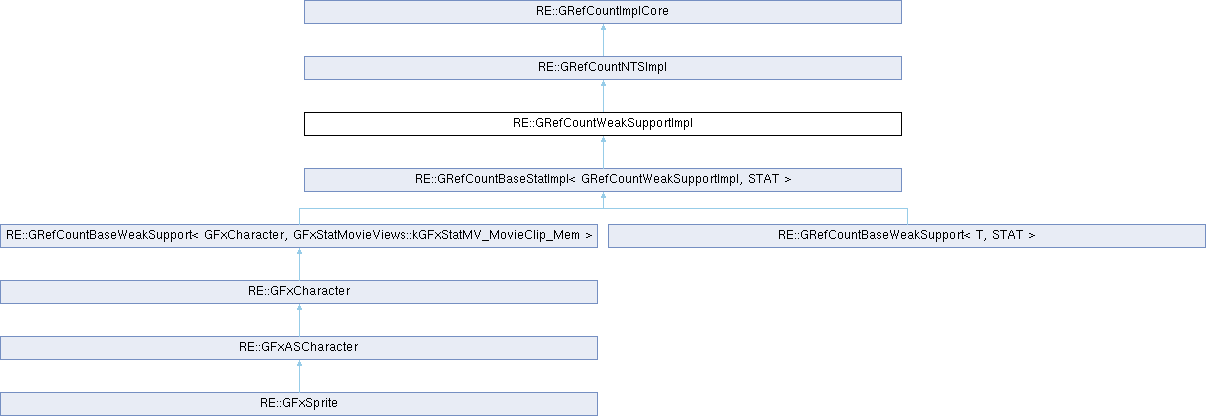 RE::GRefCountImplCore
RE::GRefCountNTSImpl
RE::GRefCountWeakSupportImpl
RE::GRefCountBaseStatImpl< GRefCountWeakSupportImpl, STAT >
RE::GRefCountBaseWeakSupport< GFxCharacter, GFxStatMovieViews::kGFxStatMV_MovieClip_Mem >
RE::GRefCountBaseWeakSupport< T, STAT >
RE::GFxCharacter
RE::GFxASCharacter
RE::GFxSprite